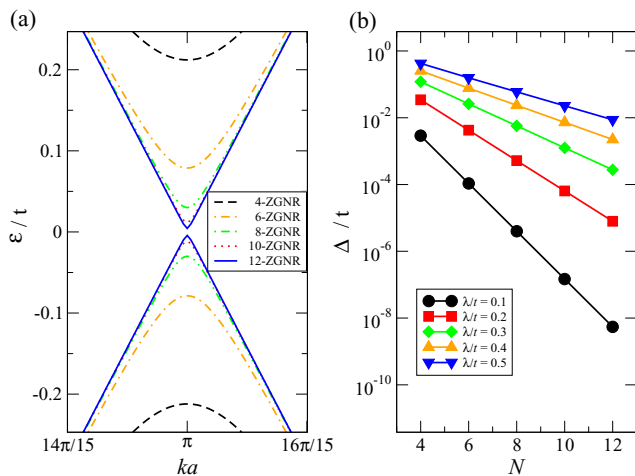 (a)
(b)
ε/t
0.2
0.1
0
-0.1
-0.2
4-ZGNR
6-ZGNR
8-ZGNR
10-ZGNR
12-ZGNR
14π/15
π
16π/15
ka
Δ/t
10^0
10^-2
10^-4
10^-6
10^-8
10^-10
λ/t = 0.1
λ/t = 0.2
λ/t = 0.3
λ/t = 0.4
λ/t = 0.5
4
6
8
10
12
N